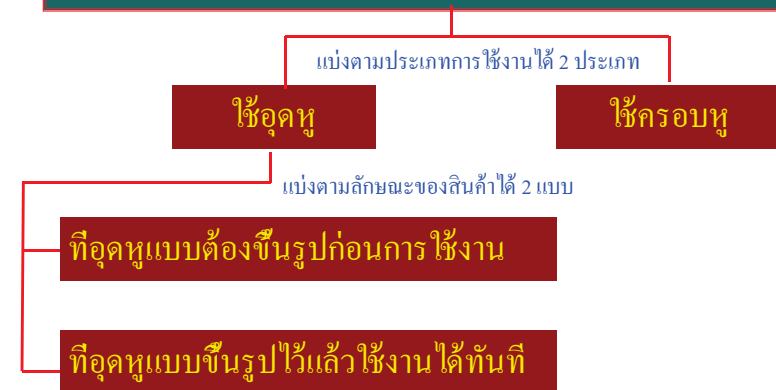 แบ่งตามประเภทการใช้งานได้ 2 ประเภท
ใช้อุดหู
ใช้ครอบหู
แบ่งตามลักษณะของสินค้าได้ 2 แบบ
ที่อุดหูแบบต้องขึ้นรูปก่อนการใช้งาน
ที่อุดหูแบบขึ้นรูปไว้แล้วใช้งานได้ทันที